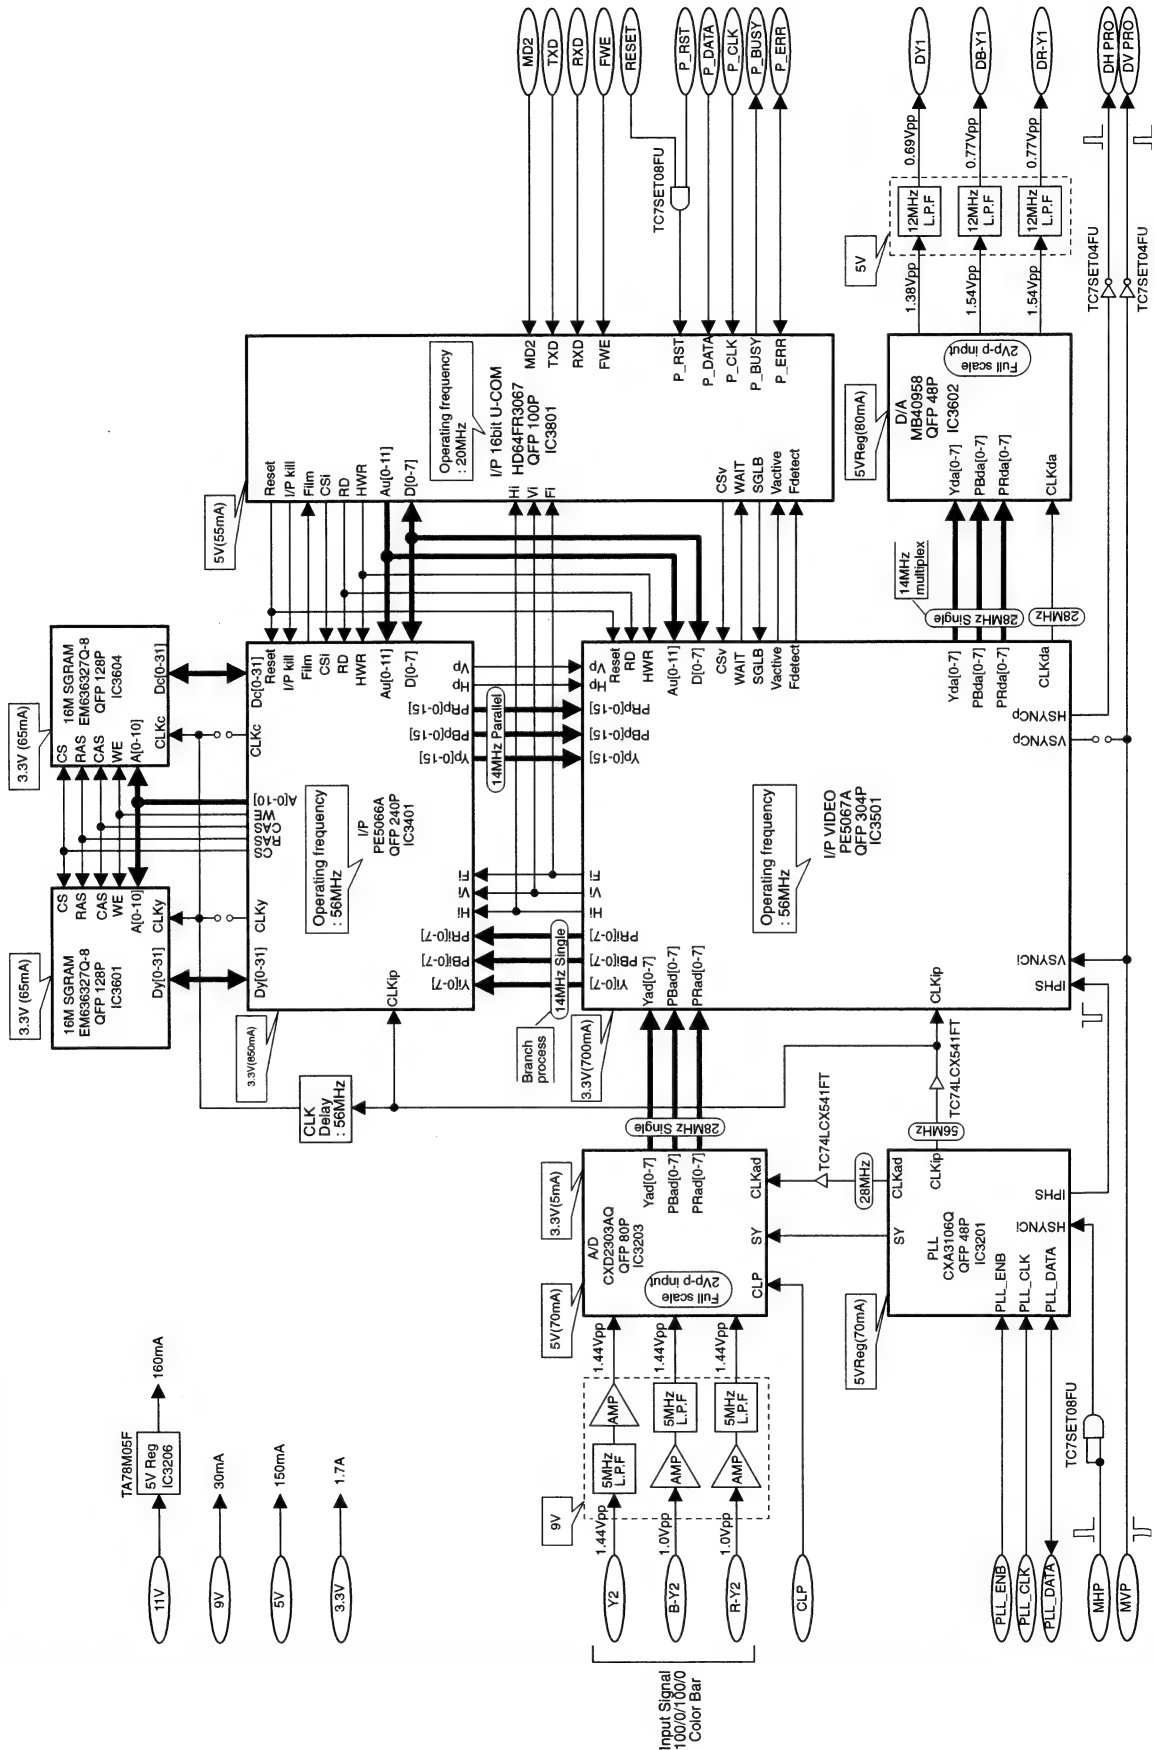 TA78M05F
11V
5V Reg
IC3206
160mA
9V
30mA
5V
150mA
3.3V
1.7A
3.3V (65mA)
16M SGRAM
EM636327Q-8
QFP 128P
IC3601
CS
RAS
CAS
WE
A[0-10]
CLKy
Dy[0-31]
3.3V (65mA)
16M SGRAM
EM636327Q-8
QFP 128P
IC3604
CS
RAS
CAS
WE
A[0-10]
CLKc
Dc[0-31]
3.3V(850mA)
Dy[0-31]
CLKy
CS
RAS
CAS
WE
A[0-10]
CLKc
Dc[0-31]
I/P
PE5066A
QFP 240P
IC3401
Operating frequency
: 56MHz
CLKip
Reset
I/P kill
Film
CSi
RD
HWR
Au[0-11]
D[0-7]
Yi[0-7]
PBi[0-7]
PRi[0-7]
Hi
Vi
Fi
Yp[0-15]
PBp[0-15]
PRp[0-15]
Hp
Vp
CLK
Delay
: 56MHz
Branch
process
14MHz Single
14MHz Parallel
5V(55mA)
Reset
I/P kill
Film
CSi
RD
HWR
Au[0-11]
D[0-7]
Hi
Vi
Fi
CSv
WAIT
SGLB
Vactive
Fdetect
Operating frequency
: 20MHz
I/P 16bit U-COM
HD64FR3067
QFP 100P
IC3801
MD2
TXD
RXD
FWE
P_RST
P_DATA
P_CLK
P_BUSY
P_ERR
MD2
TXD
RXD
FWE
RESET
P_RST
P_DATA
P_CLK
P_BUSY
P_ERR
TC7SET08FU
3.3V(700mA)
Yi[0-7]
PBi[0-7]
PRi[0-7]
Hi
Vi
Fi
Yp[0-15]
PBp[0-15]
PRp[0-15]
Hp
Vp
Yad[0-7]
PBad[0-7]
PRad[0-7]
CLKip
Operating frequency
: 56MHz
I/P VIDEO
PE5067A
QFP 304P
IC3501
Reset
RD
HWR
Au[0-11]
D[0-7]
CSv
WAIT
SGLB
Vactive
Fdetect
Yda[0-7]
PBda[0-7]
PRda[0-7]
CLKda
IPHS
VSYNCi
VSYNCp
HSYNCp
Input Signal
100/0/100/0
Color Bar
Y2
B-Y2
R-Y2
CLP
1.44Vpp
1.0Vpp
1.0Vpp
9V
5MHz
L.P.F
AMP
AMP
5MHz
L.P.F
AMP
5MHz
L.P.F
1.44Vpp
1.44Vpp
1.44Vpp
5V(70mA)
3.3V(5mA)
A/D
CXD2303AQ
QFP 80P
IC3203
Full scale
2Vp-p input
Yad[0-7]
PBad[0-7]
PRad[0-7]
CLP
SY
CLKad
28MHz Single
TC74LCX541FT
28MHz
56MHz
TC74LCX541FT
5VReg(70mA)
PLL
CXA3106Q
QFP 48P
IC3201
SY
CLKad
CLKip
PLL_ENB
PLL_CLK
PLL_DATA
HSYNCi
IPHS
PLL_ENB
PLL_CLK
PLL_DATA
MHP
MVP
TC7SET08FU
14MHz
multiplex
28MHz Single
28MHz
5VReg(80mA)
D/A
MB40958
QFP 48P
IC3602
Full scale
2Vp-p input
Yda[0-7]
PBda[0-7]
PRda[0-7]
CLKda
5V
1.38Vpp
1.54Vpp
1.54Vpp
12MHz
L.P.F
12MHz
L.P.F
12MHz
L.P.F
0.69Vpp
0.77Vpp
0.77Vpp
DY1
DB-Y1
DR-Y1
TC7SET04FU
TC7SET04FU
DH PRO
DV PRO